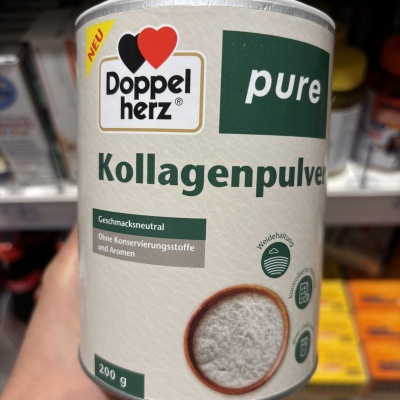 NEU
Doppel
herz®
pure
Kollagenpulver
Geschmacksneutral
Ohne Konservierungsstoffe
und Aromen
Weidehaltung
200 g